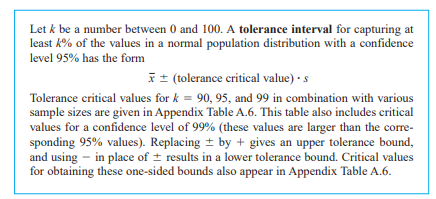 Let k be a number between 0 and 100. A tolerance interval for capturing at
least k% of the values in a normal population distribution with a confidence
level 95% has the form
x̄ ± (tolerance critical value) · s
Tolerance critical values for k = 90, 95, and 99 in combination with various
sample sizes are given in Appendix Table A.6. This table also includes critical
values for a confidence level of 99% (these values are larger than the corre-
sponding 95% values). Replacing ± by + gives an upper tolerance bound,
and using − in place of ± results in a lower tolerance bound. Critical values
for obtaining these one-sided bounds also appear in Appendix Table A.6.